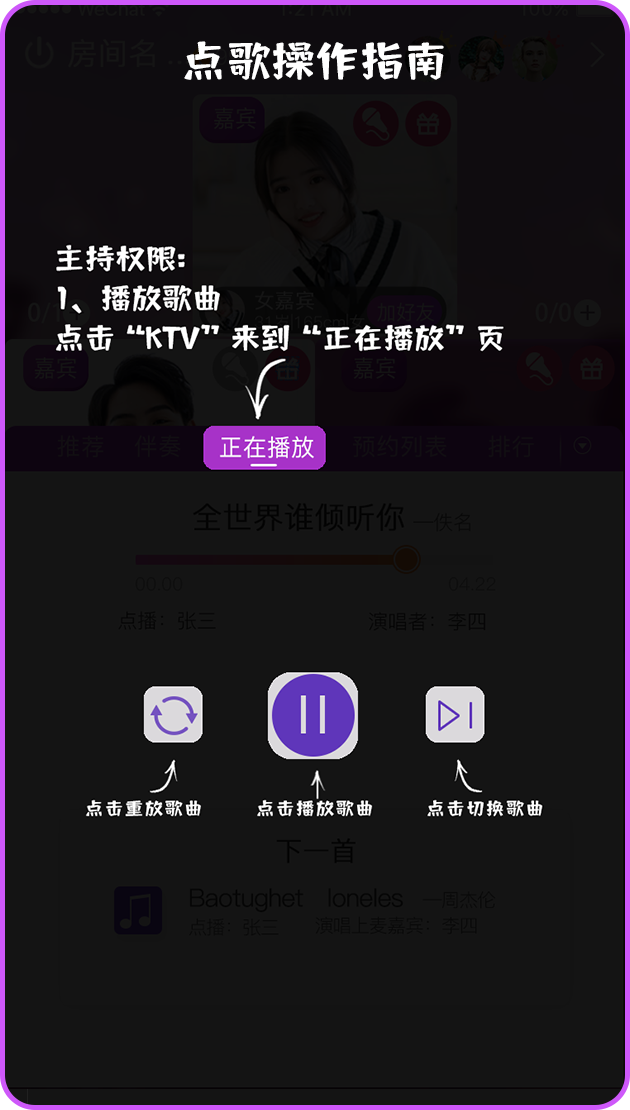 WeChat 1:21 AM 100%
房间名 ...
点歌操作指南
嘉宾
主持权限:
1、播放歌曲
女嘉宾
加好友
0/0
点击“KTV”来到“正在播放”页
嘉宾
嘉宾
推荐 伴奏 正在播放 预约列表 排行
全世界谁倾听你 —佚名
00:00 04:22
点播：张三 演唱者：李四
点击重放歌曲 点击播放歌曲 点击切换歌曲
下一首
Baotughet loneles —周杰伦
点播：张三 演唱上麦嘉宾：李四